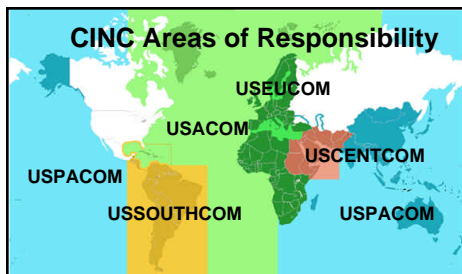 CINC Areas of Responsibility
USEUCOM
USACOM
USCENTCOM
USPACOM
USSOUTHCOM
USPACOM